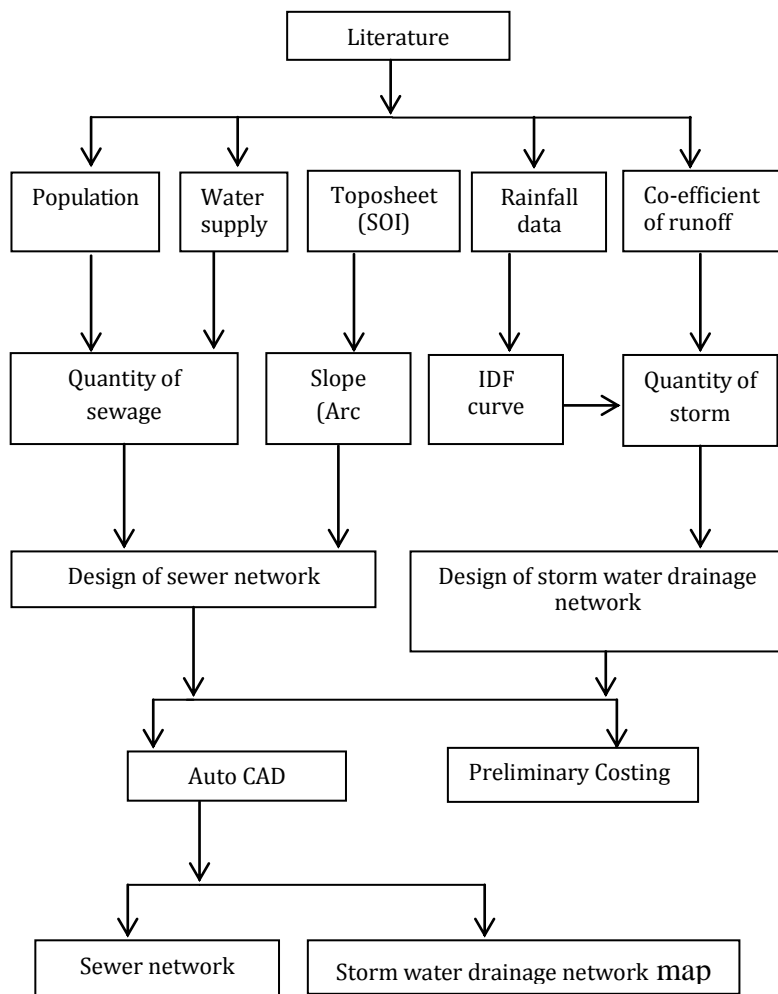 Literature
Population
Water
supply
Toposheet
(SOI)
Rainfall
data
Co-efficient
of runoff
Quantity of
sewage
Slope
(Arc
IDF
curve
Quantity of
storm
Design of sewer network
Design of storm water drainage
network
Auto CAD
Preliminary Costing
Sewer network
Storm water drainage network map